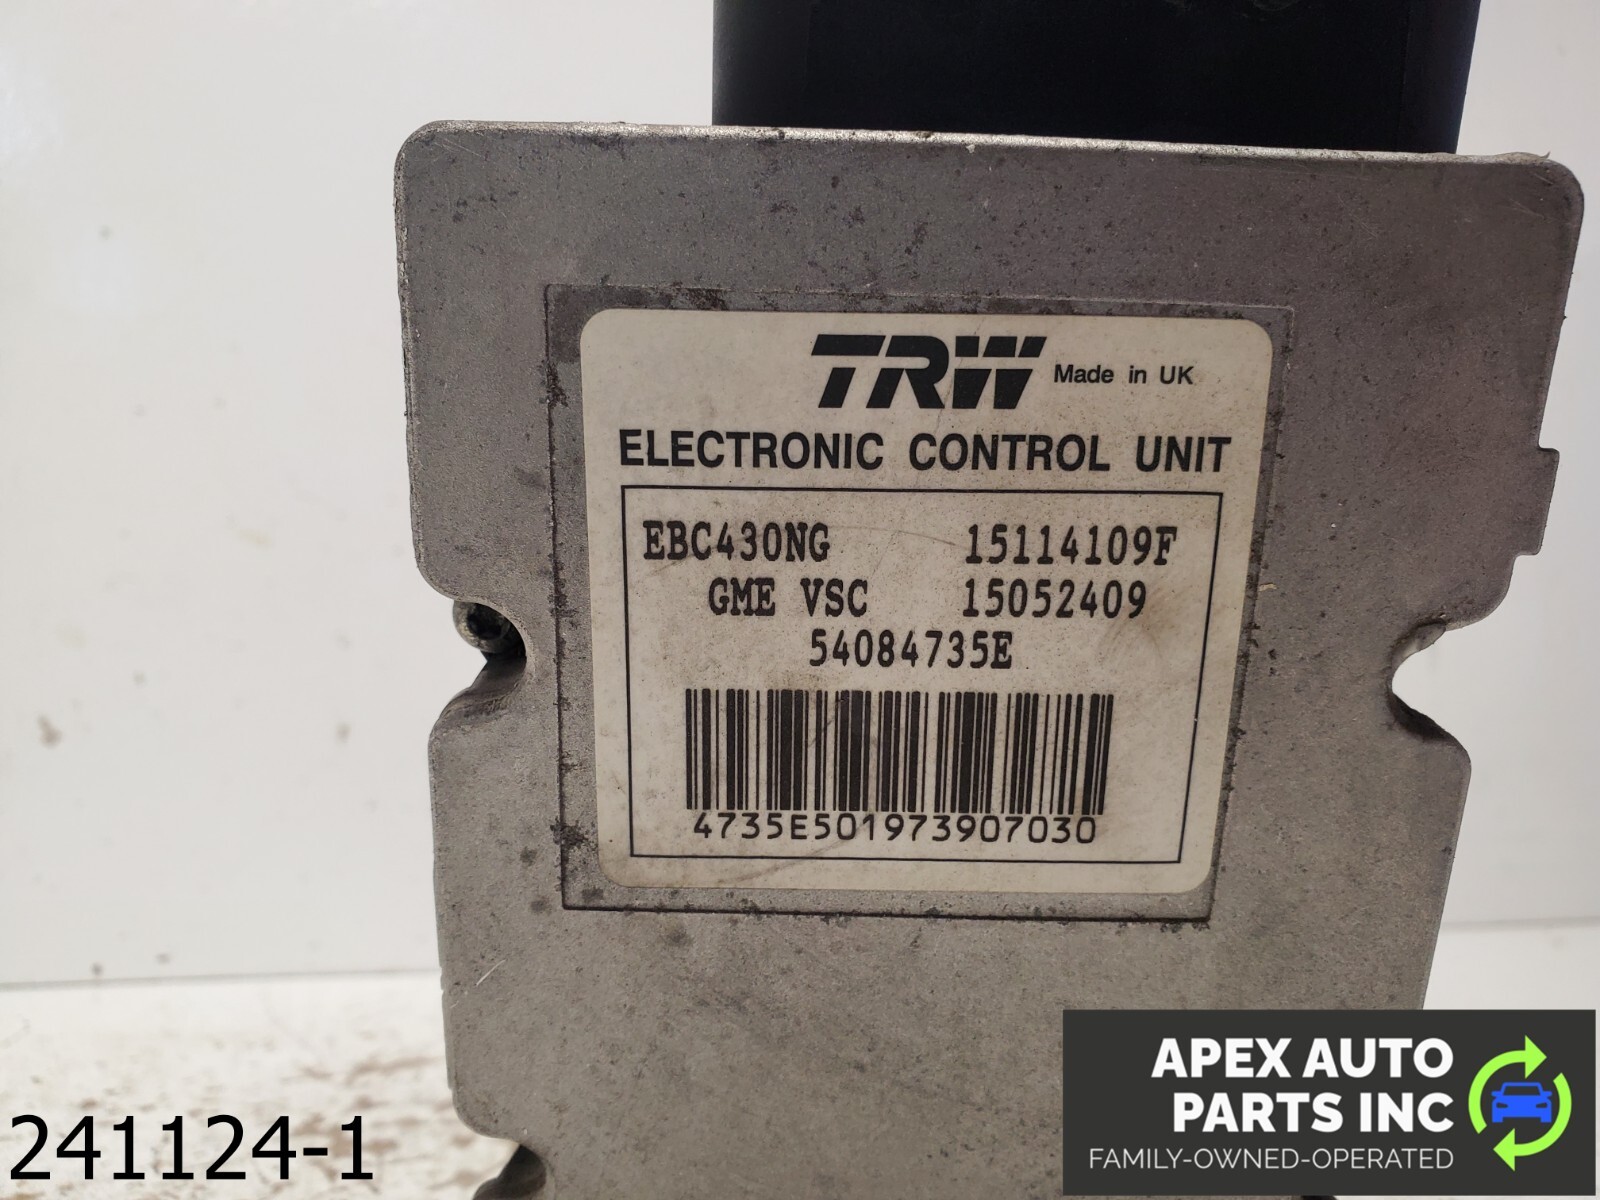 TRW Made in UK
ELECTRONIC CONTROL UNIT
EBC430NG 15114109F
GME VSC 15052409
54084735E
4735E501973907030
APEX AUTO
PARTS INC
FAMILY-OWNED-OPERATED
241124-1